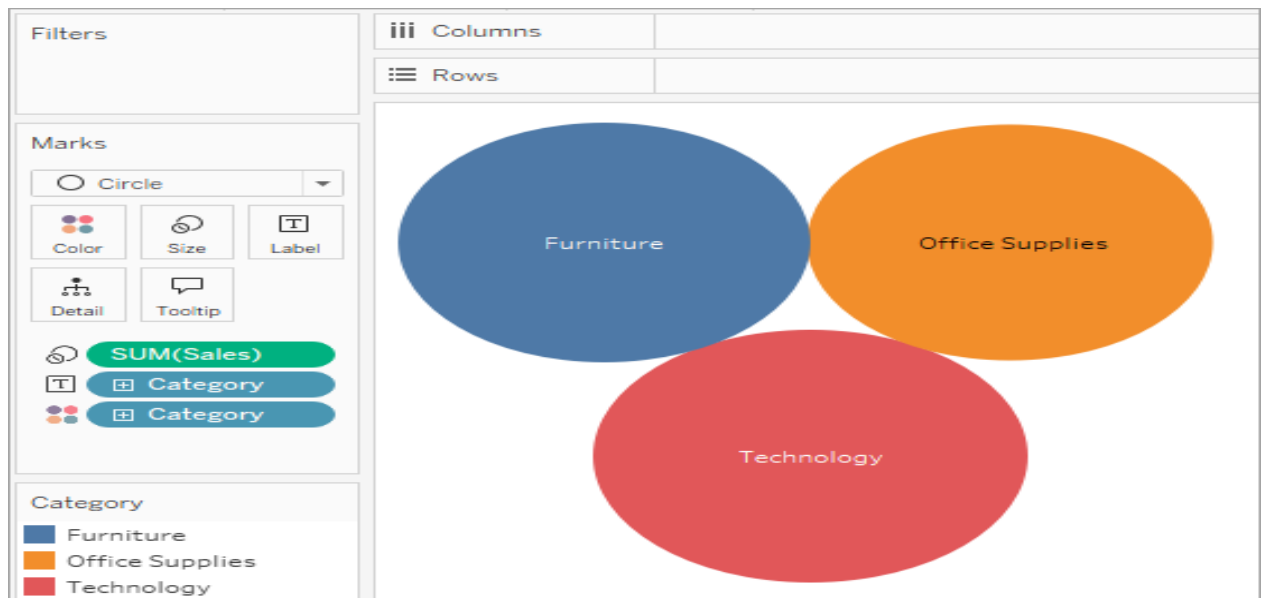 Filters
Columns
Rows
Marks
Circle
Color
Size
Label
Detail
Tooltip
SUM(Sales)
Category
Category
Category
Furniture
Office Supplies
Technology
Furniture
Office Supplies
Technology